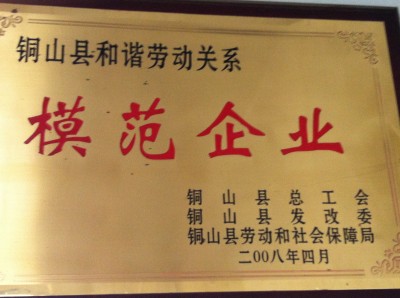 铜山县和谐劳动关系
模范企业
铜山县总工会
铜山县发改委
铜山县劳动和社会保障局
二00八年四月